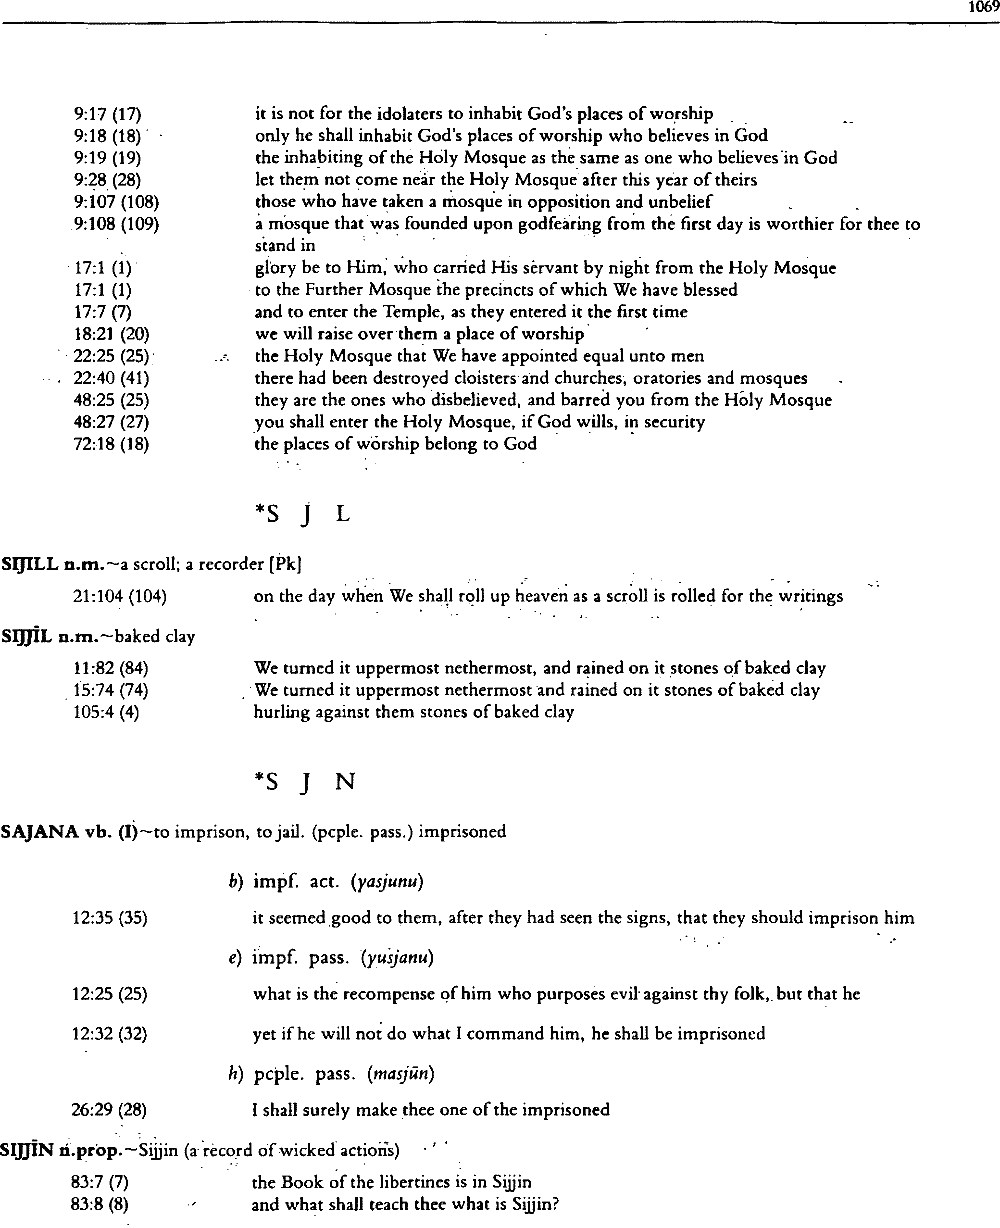 1069
9:17 (17) it is not for the idolaters to inhabit God's places of worship
9:18 (18) only he shall inhabit God's places of worship who believes in God
9:19 (19) the inhabiting of the Holy Mosque as the same as one who believes in God
9:28 (28) let them not come near the Holy Mosque after this year of theirs
9:107 (108) those who have taken a mosque in opposition and unbelief
9:108 (109) a mosque that was founded upon godfearing from the first day is worthier for thee to
stand in
17:1 (1) glory be to Him, who carried His servant by night from the Holy Mosque
17:1 (1) to the Further Mosque the precincts of which We have blessed
17:7 (7) and to enter the Temple, as they entered it the first time
18:21 (20) we will raise over them a place of worship
22:25 (25) the Holy Mosque that We have appointed equal unto men
22:40 (41) there had been destroyed cloisters and churches, oratories and mosques
48:25 (25) they are the ones who disbelieved, and barred you from the Holy Mosque
48:27 (27) you shall enter the Holy Mosque, if God wills, in security
72:18 (18) the places of worship belong to God
*S J L
SIJILL n.m.~a scroll; a recorder [Pk]
21:104 (104) on the day when We shall roll up heaven as a scroll is rolled for the writings
SIJJĪL n.m.~baked clay
11:82 (84) We turned it uppermost nethermost, and rained on it stones of baked clay
15:74 (74) We turned it uppermost nethermost and rained on it stones of baked clay
105:4 (4) hurling against them stones of baked clay
*S J N
SAJANA vb. (I)~to imprison, to jail. (pcple. pass.) imprisoned
b) impf. act. (yasjunu)
12:35 (35) it seemed good to them, after they had seen the signs, that they should imprison him
e) impf. pass. (yusjanu)
12:25 (25) what is the recompense of him who purposes evil against thy folk, but that he
12:32 (32) yet if he will not do what I command him, he shall be imprisoned
h) pcple. pass. (masjūn)
26:29 (28) I shall surely make thee one of the imprisoned
SIJJĪN n.prop.~Sijjin (a record of wicked actions)
83:7 (7) the Book of the libertines is in Sijjin
83:8 (8) and what shall teach thee what is Sijjin?